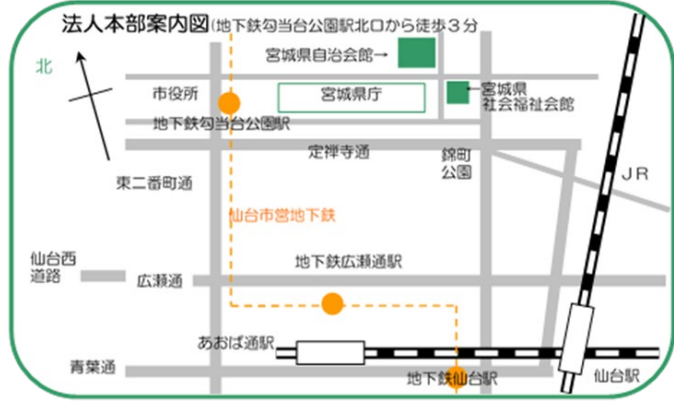 法人本部案内図(地下鉄勾当台公園駅北口から徒歩3分
宮城県自治会館→
北
市役所
宮城県庁
←宮城県
社会福祉会館
地下鉄勾当台公園駅
定禅寺通
錦町
公園
JR
東二番町通
仙台市営地下鉄
仙台西
道路
広瀬通
地下鉄広瀬通駅
あおば通駅
青葉通
地下鉄仙台駅
仙台駅